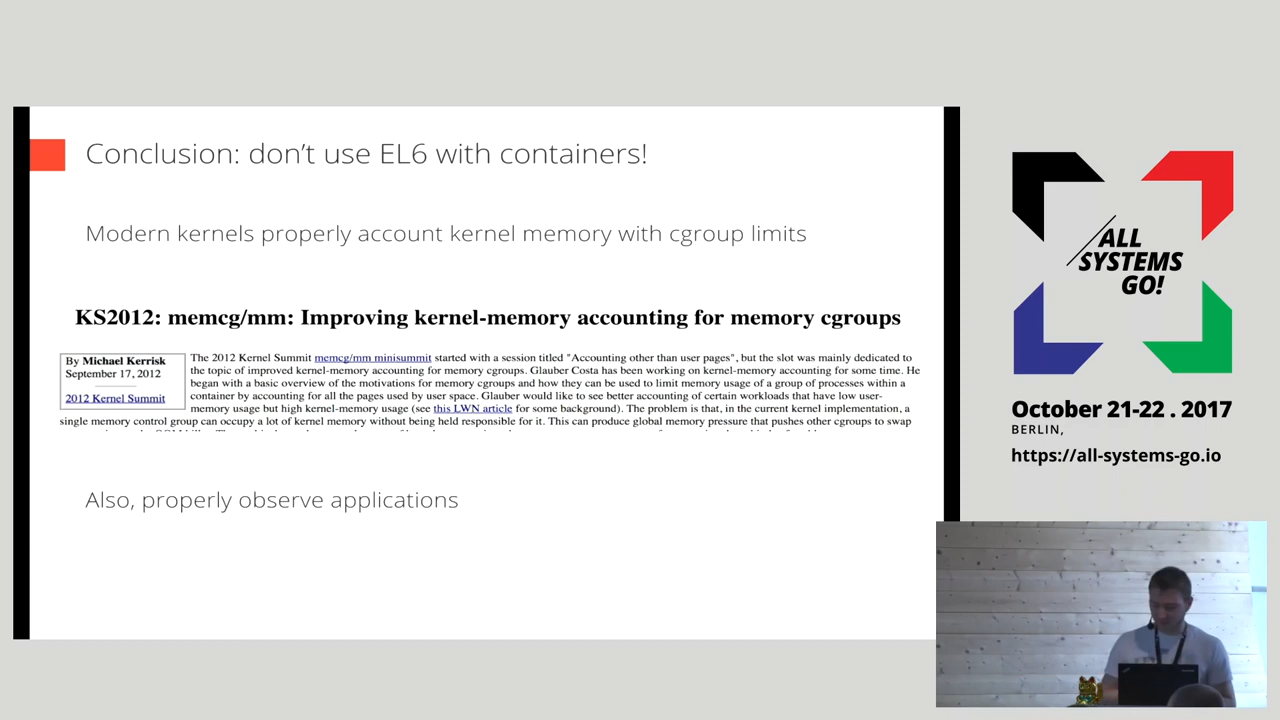 Conclusion: don't use EL6 with containers!
Modern kernels properly account kernel memory with cgroup limits
KS2012: memcg/mm: Improving kernel-memory accounting for memory cgroups
By Michael Kerrisk
September 17, 2012
2012 Kernel Summit
The 2012 Kernel Summit memcg/mm minisummit started with a session titled "Accounting other than user pages", but the slot was mainly dedicated to
the topic of improved kernel-memory accounting for memory cgroups. Glauber Costa has been working on kernel-memory accounting for some time. He
began with a basic overview of the motivations for memory cgroups and how they can be used to limit memory usage of a group of processes within a
container by accounting for all the pages used by user space. Glauber would like to see better accounting of certain workloads that have low user-
memory usage but high kernel-memory usage (see this LWN article for some background). The problem is that, in the current kernel implementation, a
single memory control group can occupy a lot of kernel memory without being held responsible for it. This can produce global memory pressure that pushes other cgroups to swap
Also, properly observe applications
ALL
SYSTEMS
GO!
October 21-22 . 2017
BERLIN,
https://all-systems-go.io